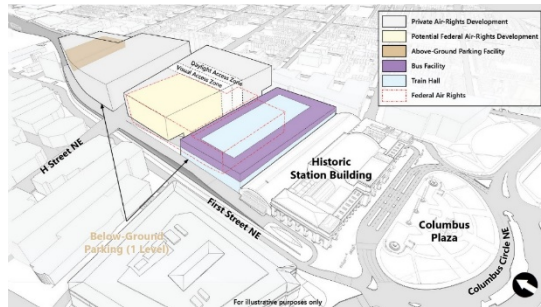 Private Air-Rights Development
Potential Federal Air-Rights Development
Above-Ground Parking Facility
Bus Facility
Train Hall
Federal Air Rights
Daylight Access Zone
Visual Access Zone
H Street NE
First Street NE
Historic
Station Building
Columbus
Plaza
Columbus Circle NE
Below-Ground
Parking (1 Level)
For illustrative purposes only